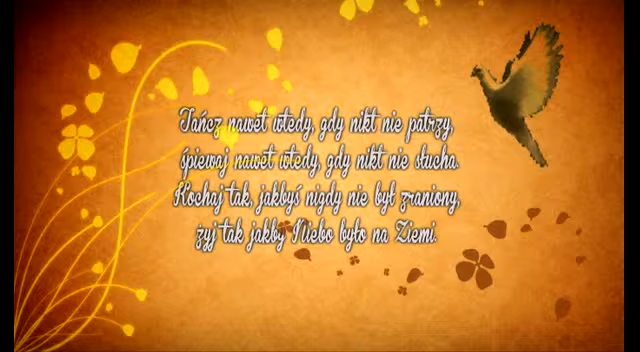 Tańcz nawet wtedy, gdy nikt nie patrzy,
śpiewaj nawet wtedy, gdy nikt nie słucha.
Kochaj tak, jakbyś nigdy nie był zraniony,
żyj tak jakby Niebo było na Ziemi.